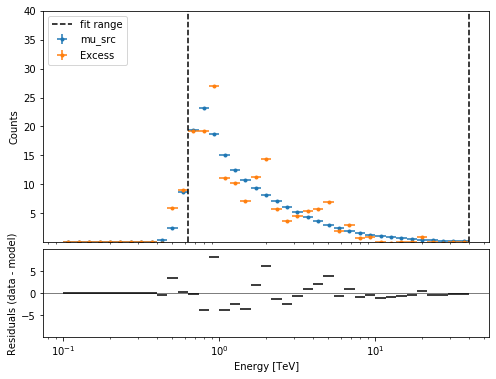 40
35
30
25
20
15
10
5
Counts
fit range
mu_src
Excess
5
0
−5
Residuals (data - model)
10⁻¹ 10⁰ 10¹
Energy [TeV]